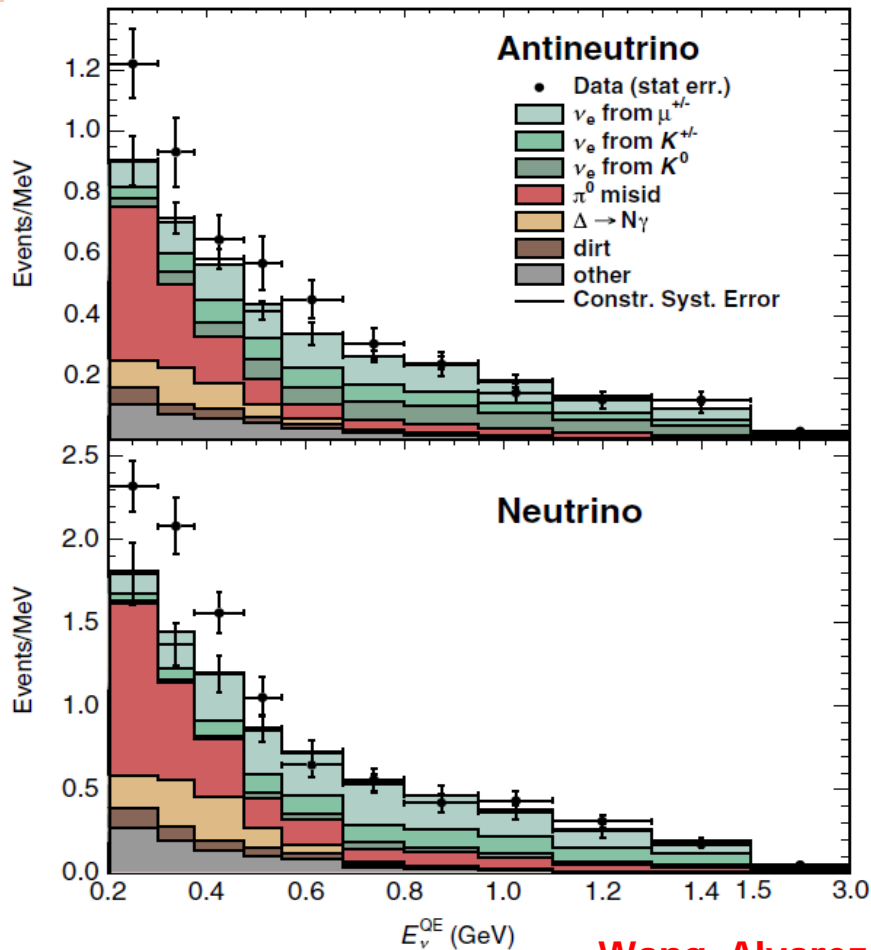 Antineutrino
Data (stat err.)
νe from μ+/-
νe from K+/-
νe from K0
π0 misid
Δ → Nγ
dirt
other
Constr. Syst. Error
Events/MeV
1.2
1.0
0.8
0.6
0.4
0.2
Neutrino
Events/MeV
2.5
2.0
1.5
1.0
0.5
0.0
0.2 0.4 0.6 0.8 1.0 1.2 1.4 1.5 3.0
EνQE (GeV)